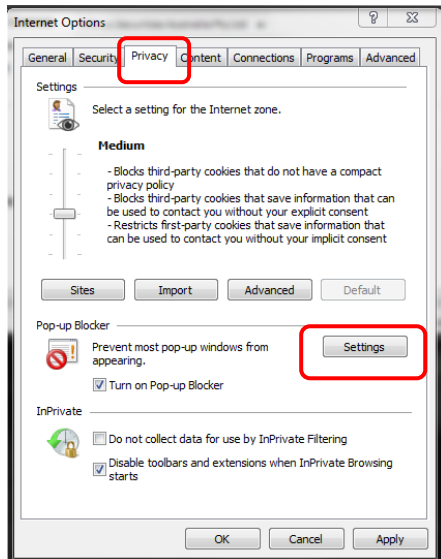 Internet Options
General Security Privacy Content Connections Programs Advanced
Settings
Select a setting for the Internet zone.
Medium
- Blocks third-party cookies that do not have a compact
privacy policy
- Blocks third-party cookies that save information that can
be used to contact you without your explicit consent
- Restricts first-party cookies that save information that
can be used to contact you without your implicit consent
Sites Import Advanced Default
Pop-up Blocker
Prevent most pop-up windows from
appearing.
Settings
Turn on Pop-up Blocker
InPrivate
Do not collect data for use by InPrivate Filtering
Disable toolbars and extensions when InPrivate Browsing
starts
OK Cancel Apply